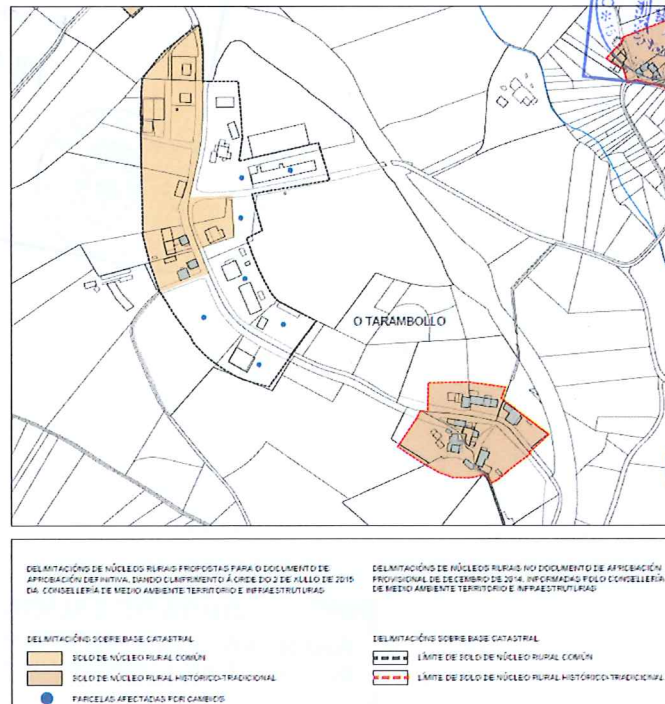 O TARAMBOLLO
DELIMITACIÓNS DE NÚCLEOS RURAIS PROPOSTAS PARA O DOCUMENTO DE
APROBACIÓN DEFINITIVA, DANDO CUMPRIMENTO Á ORDE DO 2 DE XULLO DE 2015
DA CONSELLERÍA DE MEDIO AMBIENTE TERRITORIO E INFRAESTRUTURAS
DELIMITACIÓNS SOBRE BASE CATASTRAL
SOLO DE NÚCLEO RURAL COMÚN
SOLO DE NÚCLEO RURAL HISTÓRICO-TRADICIONAL
PARCELAS AFECTADAS POR CAMBIOS
DELIMITACIÓNS DE NÚCLEOS RURAIS NO DOCUMENTO DE APROBACIÓN
PROVISIONAL DE DECEMBRO DE 2014, INFORMADAS POLO CONSELLERÍA
DE MEDIO AMBIENTE TERRITORIO E INFRAESTRUTURAS
DELIMITACIÓNS SOBRE BASE CATASTRAL
LÍMITE DE SOLO DE NÚCLEO RURAL COMÚN
LÍMITE DE SOLO DE NÚCLEO RURAL HISTÓRICO-TRADICIONAL